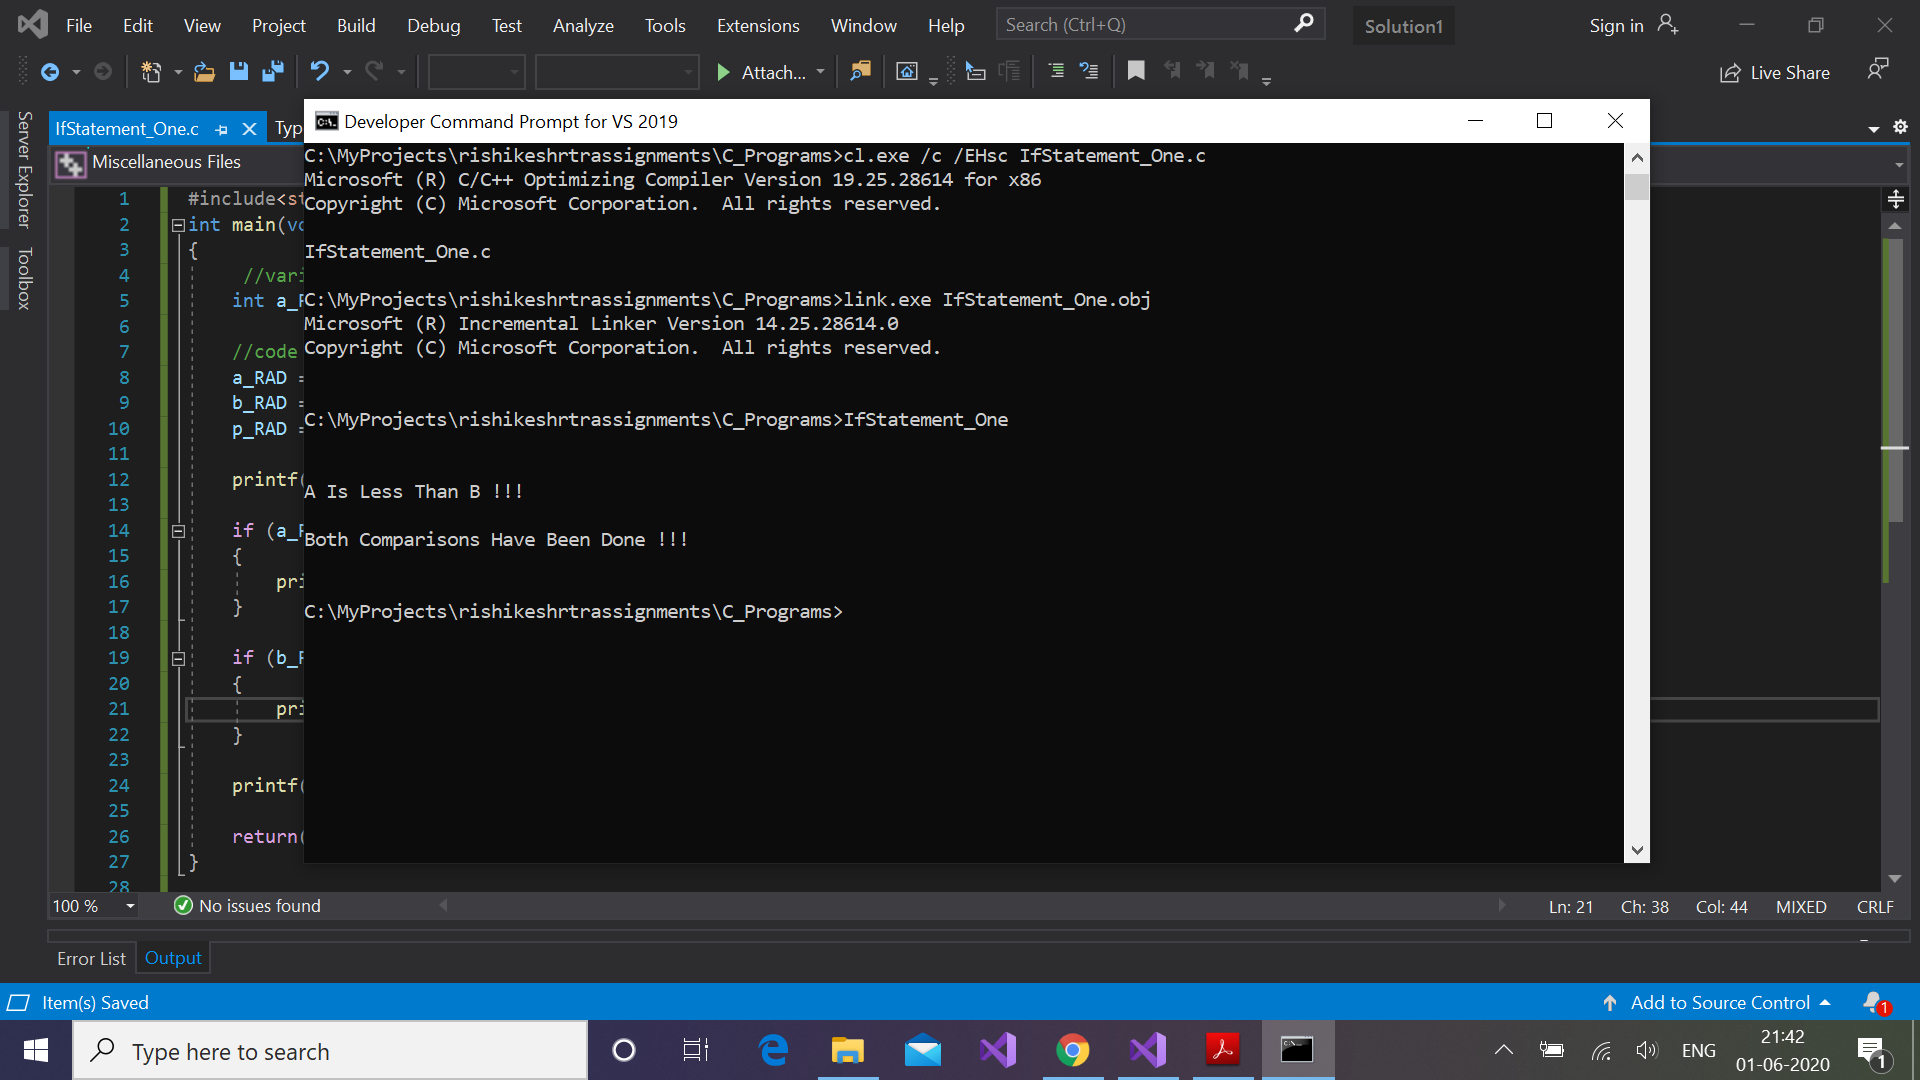 File Edit View Project Build Debug Test Analyze Tools Extensions Window Help Search (Ctrl+Q) Solution1 Sign in
Attach... Live Share
Server Explorer
Toolbox
IfStatement_One.c Typ
Miscellaneous Files
1 #include<st
2 int main(vo
3 {
4 //vari
5 int a_R
6
7 //code
8 a_RAD =
9 b_RAD =
10 p_RAD =
11
12 printf(
13
14 if (a_R
15 {
16 pri
17 }
18
19 if (b_R
20 {
21 pri
22 }
23
24 printf(
25
26 return(
27 }
28
Developer Command Prompt for VS 2019
C:\MyProjects\rishikeshrtrassignments\C_Programs>cl.exe /c /EHsc IfStatement_One.c
Microsoft (R) C/C++ Optimizing Compiler Version 19.25.28614 for x86
Copyright (C) Microsoft Corporation.  All rights reserved.
IfStatement_One.c
C:\MyProjects\rishikeshrtrassignments\C_Programs>link.exe IfStatement_One.obj
Microsoft (R) Incremental Linker Version 14.25.28614.0
Copyright (C) Microsoft Corporation.  All rights reserved.
C:\MyProjects\rishikeshrtrassignments\C_Programs>IfStatement_One
A Is Less Than B !!!
Both Comparisons Have Been Done !!!
C:\MyProjects\rishikeshrtrassignments\C_Programs>
100 % No issues found Ln: 21 Ch: 38 Col: 44 MIXED CRLF
Error List Output
Item(s) Saved Add to Source Control 1
Type here to search ENG 21:42 01-06-2020 1